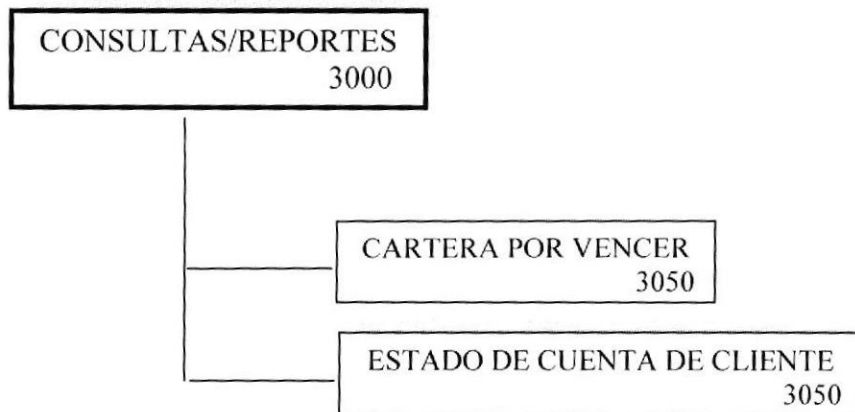 CONSULTAS/REPORTES
3000
CARTERA POR VENCER
3050
ESTADO DE CUENTA DE CLIENTE
3050